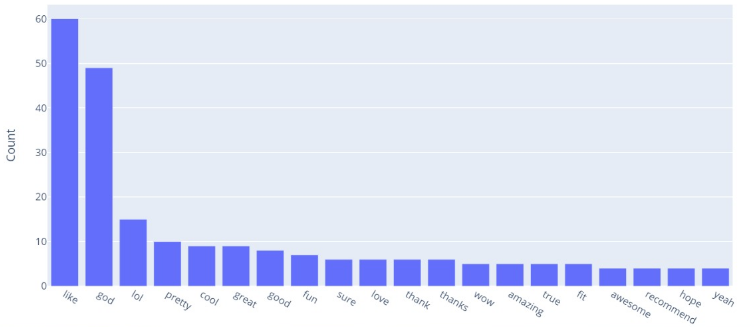 Count
60
50
40
30
20
10
0
like
god
lol
pretty
cool
great
good
fun
sure
love
thank
thanks
wow
amazing
true
fit
awesome
recommend
hope
yeah